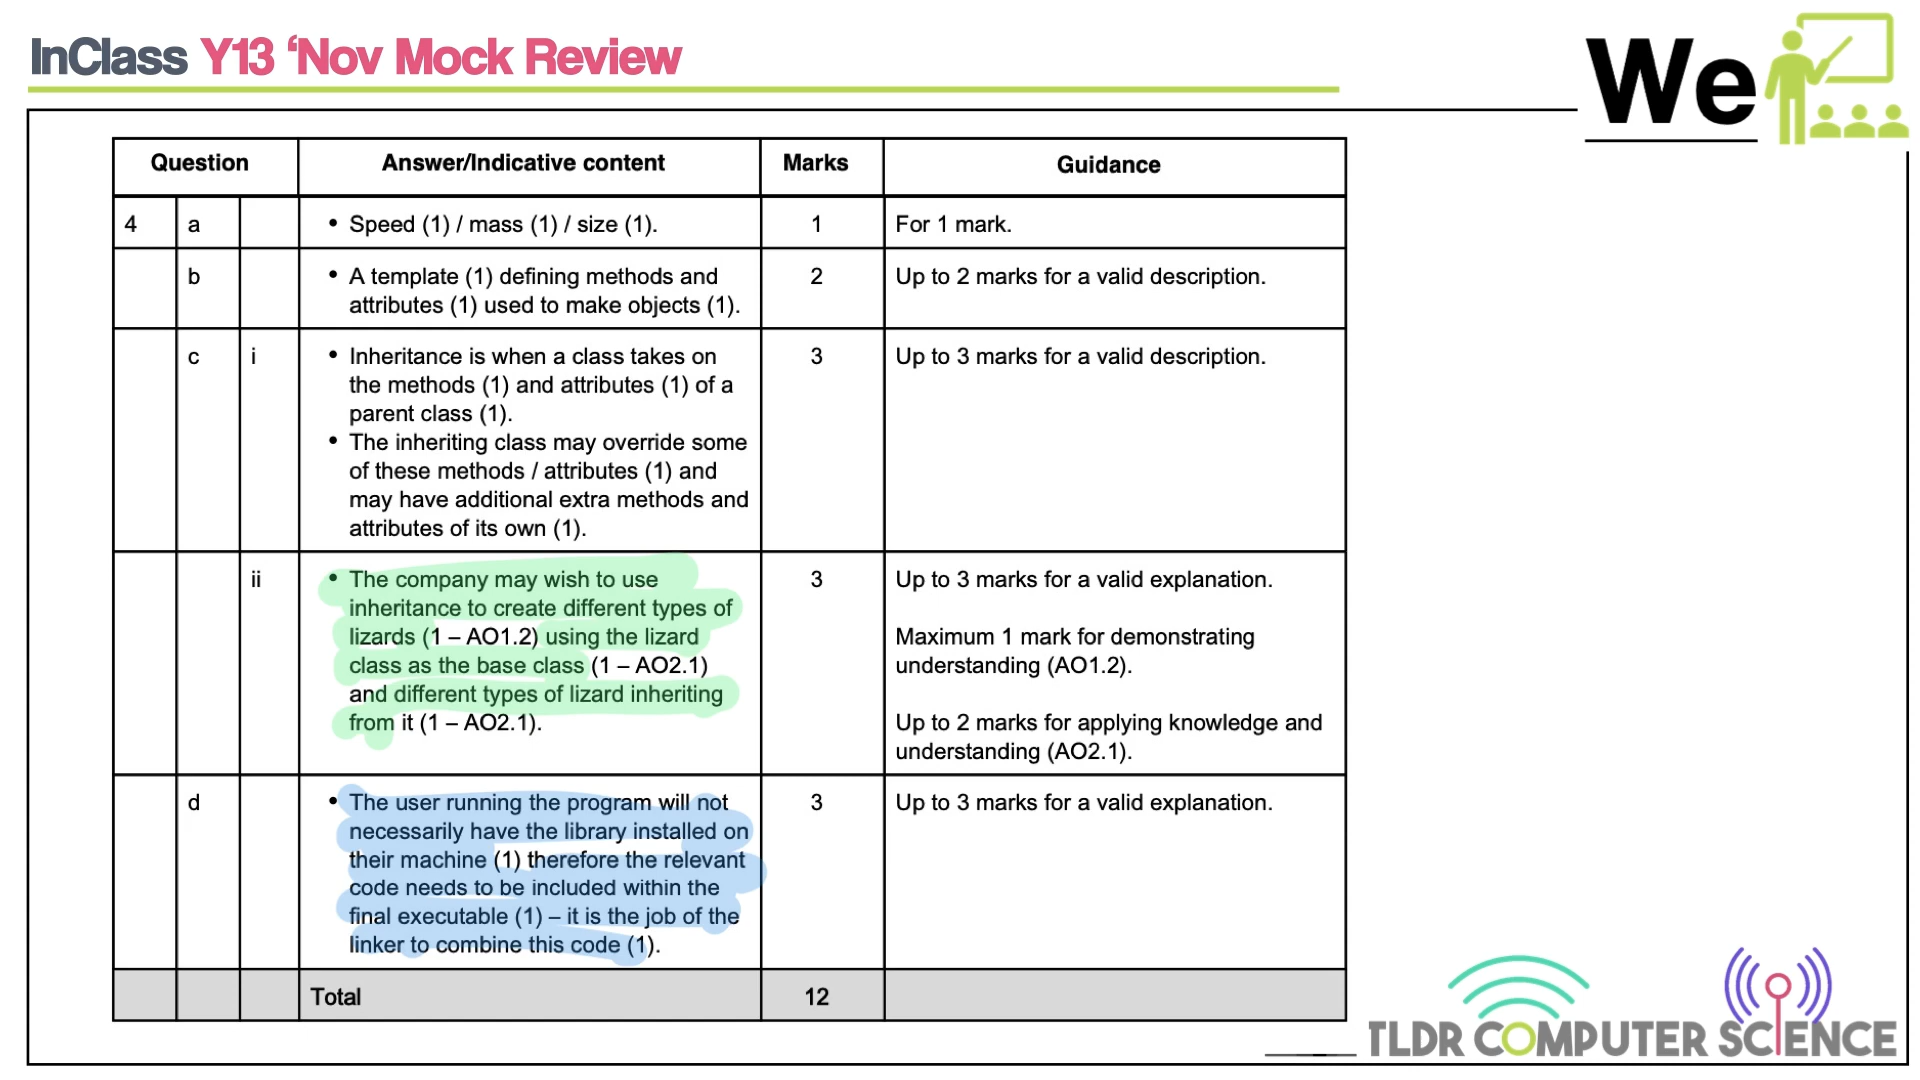 InClass Y13 ‘Nov Mock Review
We
Question Answer/Indicative content Marks Guidance
4 a • Speed (1) / mass (1) / size (1). 1 For 1 mark.
b • A template (1) defining methods and 2 Up to 2 marks for a valid description.
attributes (1) used to make objects (1).
c i • Inheritance is when a class takes on 3 Up to 3 marks for a valid description.
the methods (1) and attributes (1) of a
parent class (1).
• The inheriting class may override some
of these methods / attributes (1) and
may have additional extra methods and
attributes of its own (1).
ii • The company may wish to use 3 Up to 3 marks for a valid explanation.
inheritance to create different types of
lizards (1 – AO1.2) using the lizard Maximum 1 mark for demonstrating
class as the base class (1 – AO2.1) understanding (AO1.2).
and different types of lizard inheriting
from it (1 – AO2.1). Up to 2 marks for applying knowledge and
understanding (AO2.1).
d • The user running the program will not 3 Up to 3 marks for a valid explanation.
necessarily have the library installed on
their machine (1) therefore the relevant
code needs to be included within the
final executable (1) – it is the job of the
linker to combine this code (1).
Total 12
TLDR COMPUTER SCIENCE